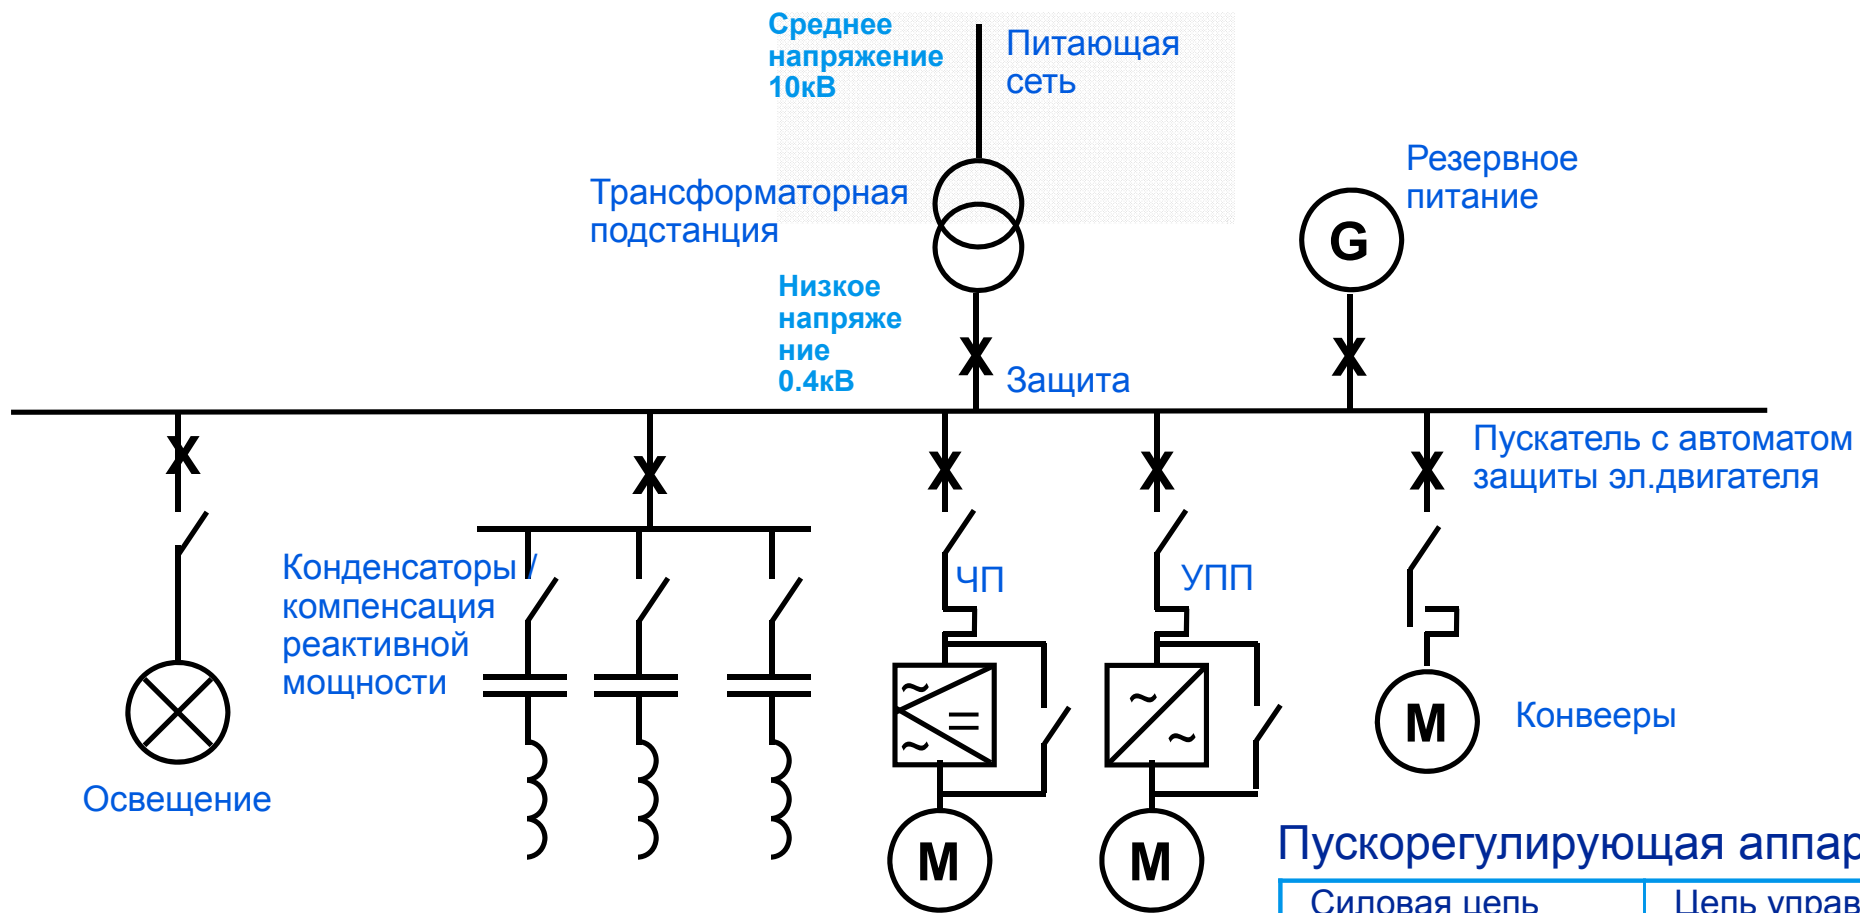 Среднее
напряжение
10кВ
Питающая
сеть
Резервное
питание
Трансформаторная
подстанция
G
Низкое
напряже
ние
0.4кВ
Защита
X
X
Пускатель с автоматом
защиты эл.двигателя
X
X
X
X
X
Конденсаторы /
компенсация
реактивной
мощности
ЧП
УПП
~
=
~
~
~
M
Конвееры
Освещение
M
M
Пускорегулирующая аппар
Силовая цепь
Цепь управ